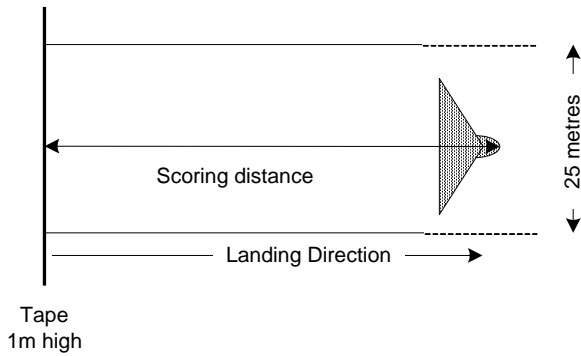 25 metres
Scoring distance
Landing Direction
Tape
1m high